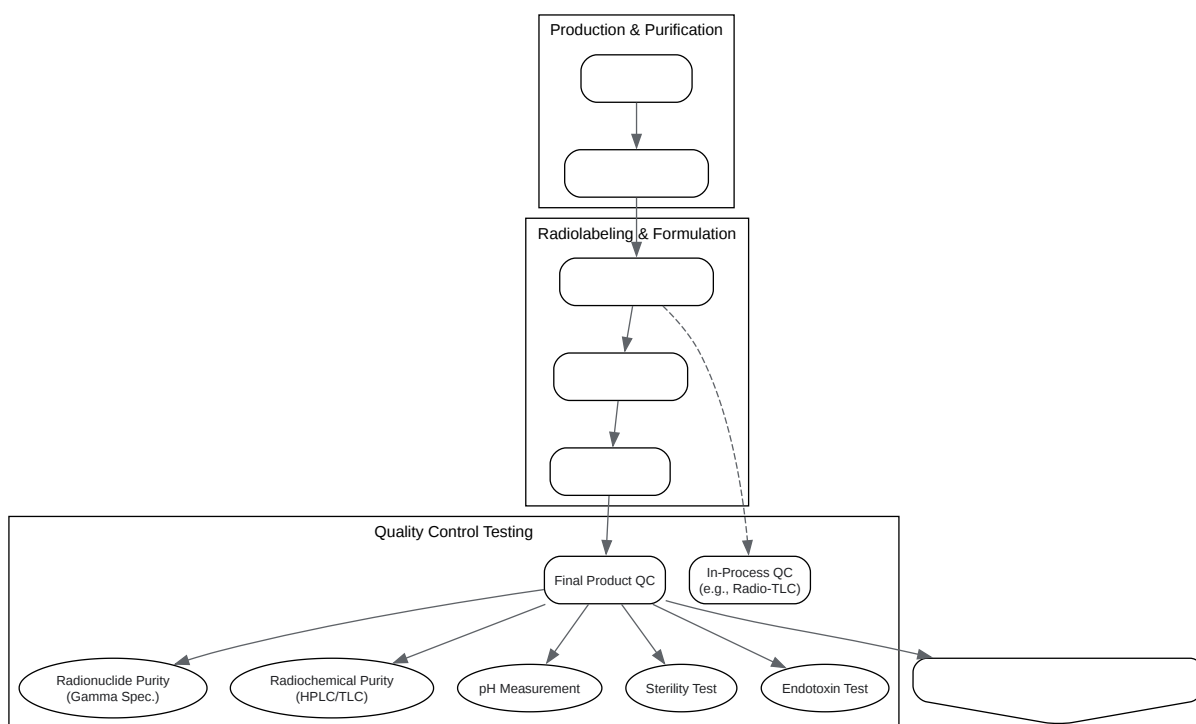 Production & Purification
Radiolabeling & Formulation
Quality Control Testing
Final Product QC
In-Process QC
(e.g., Radio-TLC)
Radionuclide Purity
(Gamma Spec.)
Radiochemical Purity
(HPLC/TLC)
pH Measurement
Sterility Test
Endotoxin Test